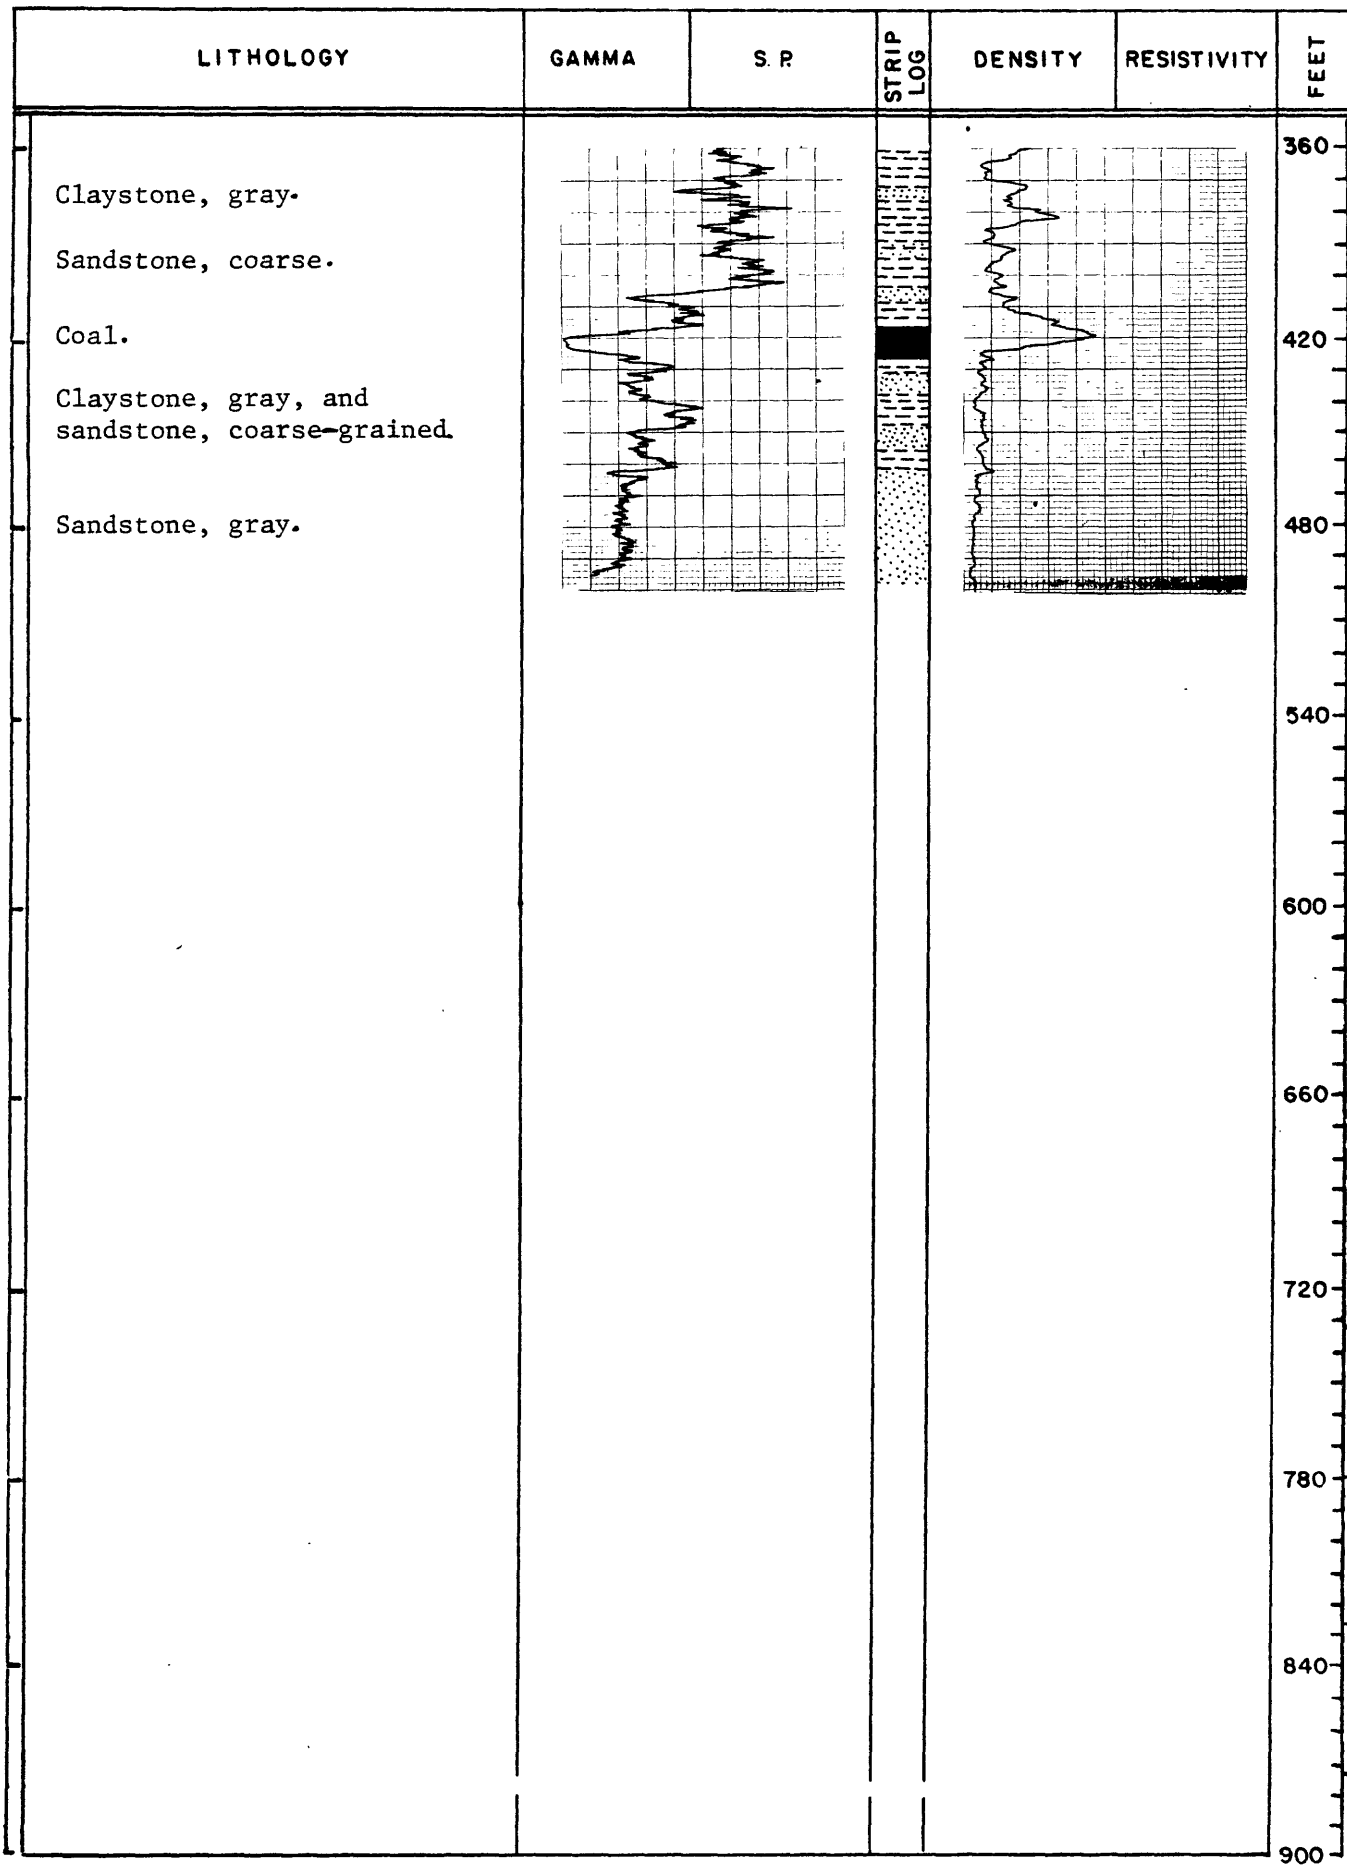 LITHOLOGY
GAMMA
S. P.
STRIP LOG
DENSITY
RESISTIVITY
FEET
Claystone, gray.
Sandstone, coarse.
Coal.
Claystone, gray, and
sandstone, coarse-grained.
Sandstone, gray.
360
420
480
540
600
660
720
780
840
900